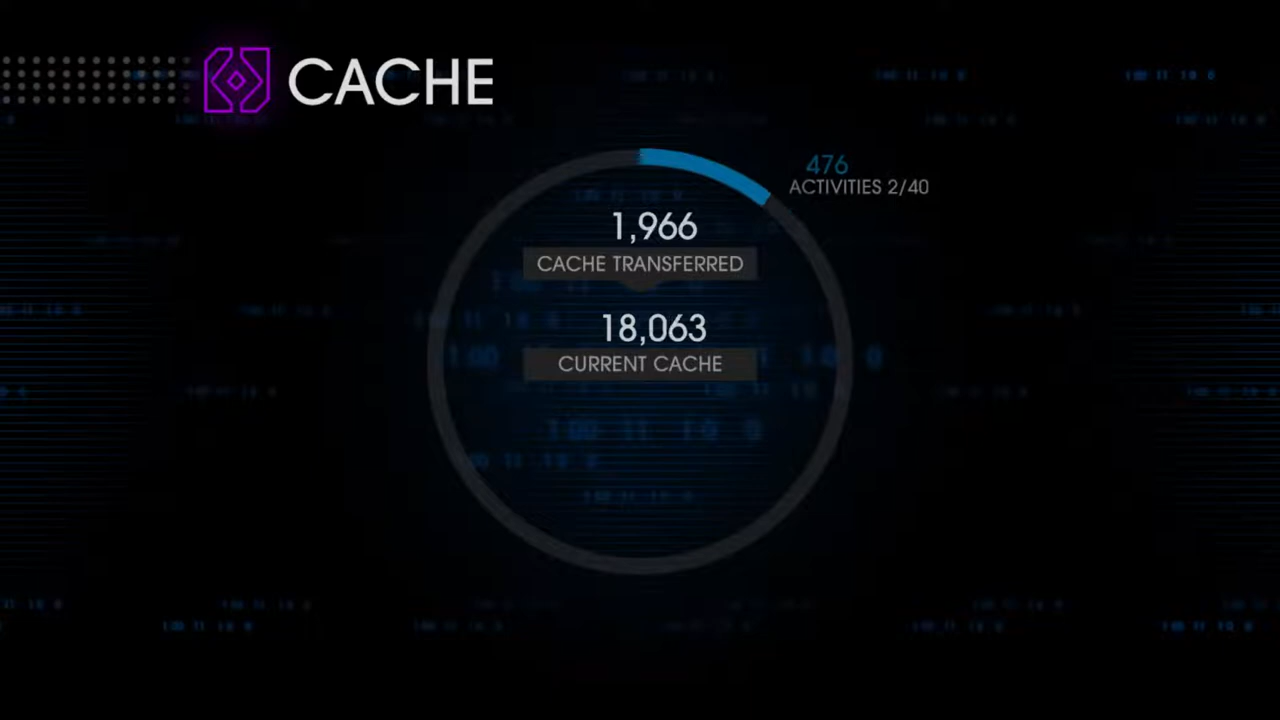 CACHE
476
ACTIVITIES 2/40
1,966
CACHE TRANSFERRED
18,063
CURRENT CACHE